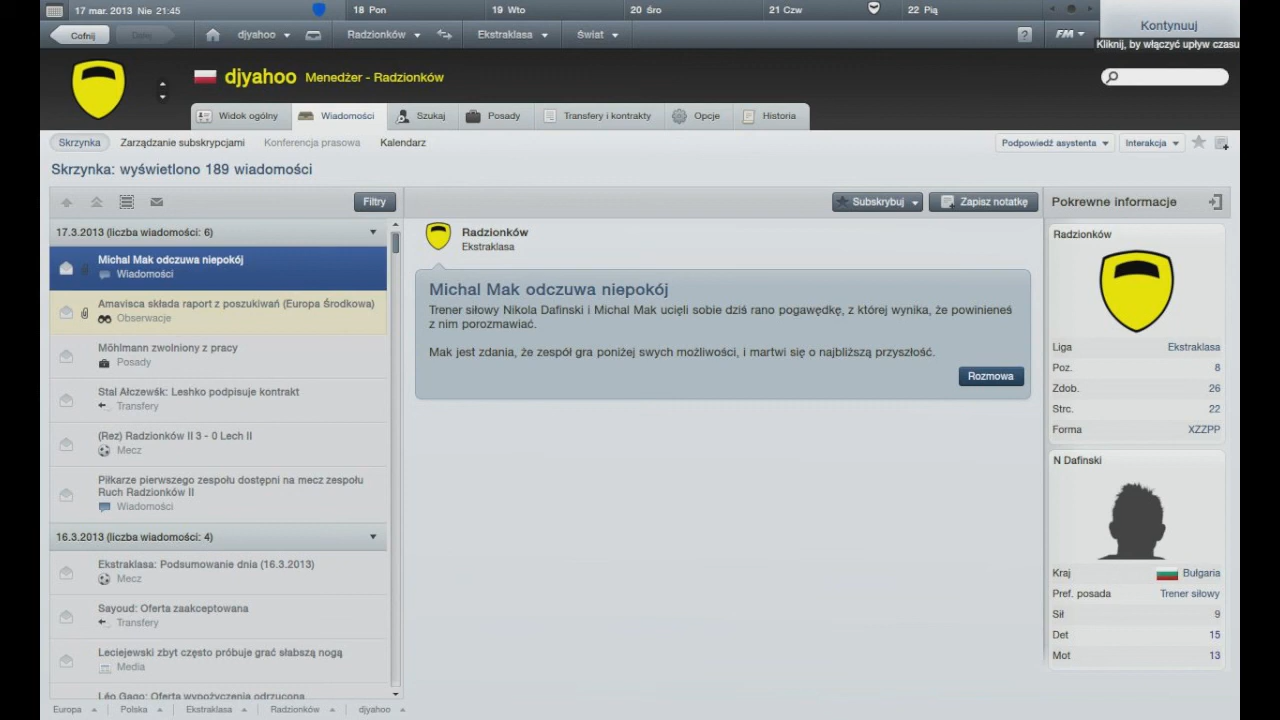 17 mar. 2013 Nie 21:45
18 Pon
19 Wto
20 Śro
21 Czw
22 Pią
Kontynuuj
Kliknij, by włączyć upływ czasu
Cofnij
Dalej
djyahoo
Radzionków
Ekstraklasa
Świat
?
FM
djyahoo Menedżer - Radzionków
Widok ogólny
Wiadomości
Szukaj
Posady
Transfery i kontrakty
Opcje
Historia
Skrzynka
Zarządzanie subskrypcjami
Konferencja prasowa
Kalendarz
Podpowiedź asystenta
Interakcja
Skrzynka: wyświetlono 189 wiadomości
Filtry
Subskrybuj
Zapisz notatkę
Pokrewne informacje
17.3.2013 (liczba wiadomości: 6)
Michal Mak odczuwa niepokój
Wiadomości
Amavisca składa raport z poszukiwań (Europa Środkowa)
Obserwacje
Möhlmann zwolniony z pracy
Posady
Stal Ałczewśk: Leshko podpisuje kontrakt
Transfery
(Rez) Radzionków II 3 - 0 Lech II
Mecz
Piłkarze pierwszego zespołu dostępni na mecz zespołu
Ruch Radzionków II
Wiadomości
16.3.2013 (liczba wiadomości: 4)
Ekstraklasa: Podsumowanie dnia (16.3.2013)
Mecz
Sayoud: Oferta zaakceptowana
Transfery
Leciejewski zbyt często próbuje grać słabszą nogą
Media
Léo Gago: Oferta wypożyczenia odrzucona
Radzionków
Ekstraklasa
Michal Mak odczuwa niepokój
Trener siłowy Nikola Dafinski i Michal Mak ucięli sobie dziś rano pogawędkę, z której wynika, że powinieneś
z nim porozmawiać.
Mak jest zdania, że zespół gra poniżej swych możliwości, i martwi się o najbliższą przyszłość.
Rozmowa
Radzionków
Liga Ekstraklasa
Poz. 8
Zdob. 26
Strc. 22
Forma XZZPP
N Dafinski
Kraj Bułgaria
Pref. posada Trener siłowy
Sił 9
Det 15
Mot 13
Europa
Polska
Ekstraklasa
Radzionków
djyahoo